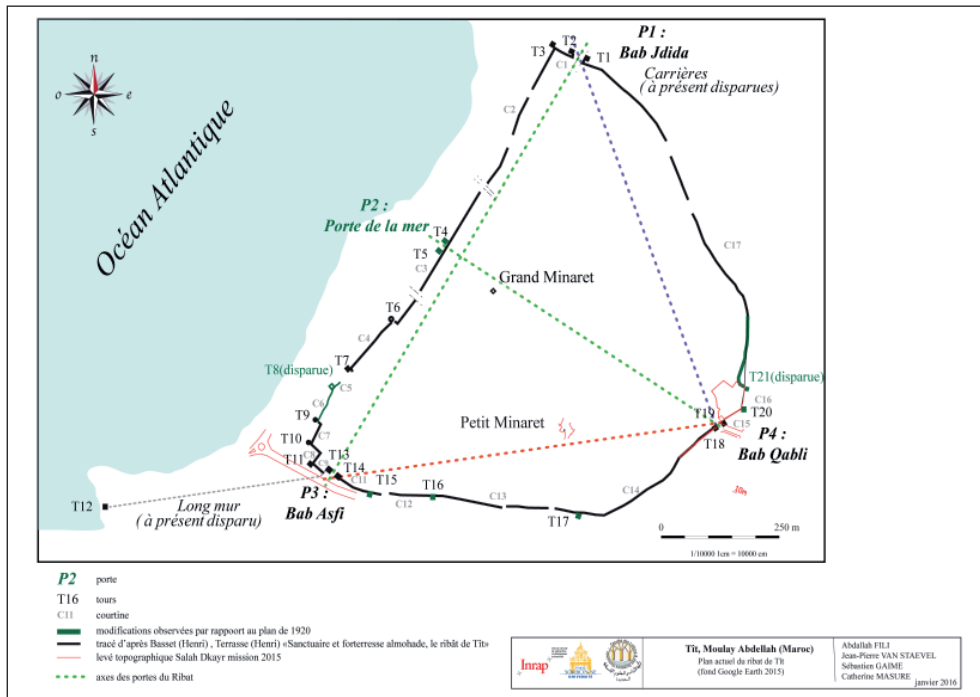 P1 :
Bab Jdida
T3
T2
T1
C1
Carrières
( à présent disparues)
n
o
e
s
C2
Océan Atlantique
P2 :
Porte de la mer
T4
T5
C3
C17
Grand Minaret
T6
C4
T7
T8(disparue)
C5
C6
T21(disparue)
C16
T9
Petit Minaret
T19
T20
C15
C7
T10
T18
P4 :
Bab Qabli
C8
T11
T13
C9
T14
C11
T15
T16
C12
C13
C14
T12
Long mur
( à présent disparu)
P3 :
Bab Asfi
T17
0
250 m
1/10000 1cm = 10000 cm
P2 porte
T16 tours
C11 courtine
modifications observées par rappoort au plan de 1920
tracé d'après Basset (Henri) , Terrasse (Henri) «Sanctuaire et forterresse almohade, le ribât de Tît»
levé topographique Salah Dkayr mission 2015
axes des portes du Ribat
Inrap
SORBONNE
UNIVERSITÉ
Tît, Moulay Abdellah (Maroc)
Plan actuel du ribat de Tît
(fond Google Earth 2015)
Abdallah FILI
Jean-Pierre VAN STAEVEL
Sébastien GAIME
Catherine MASURE
janvier 2016